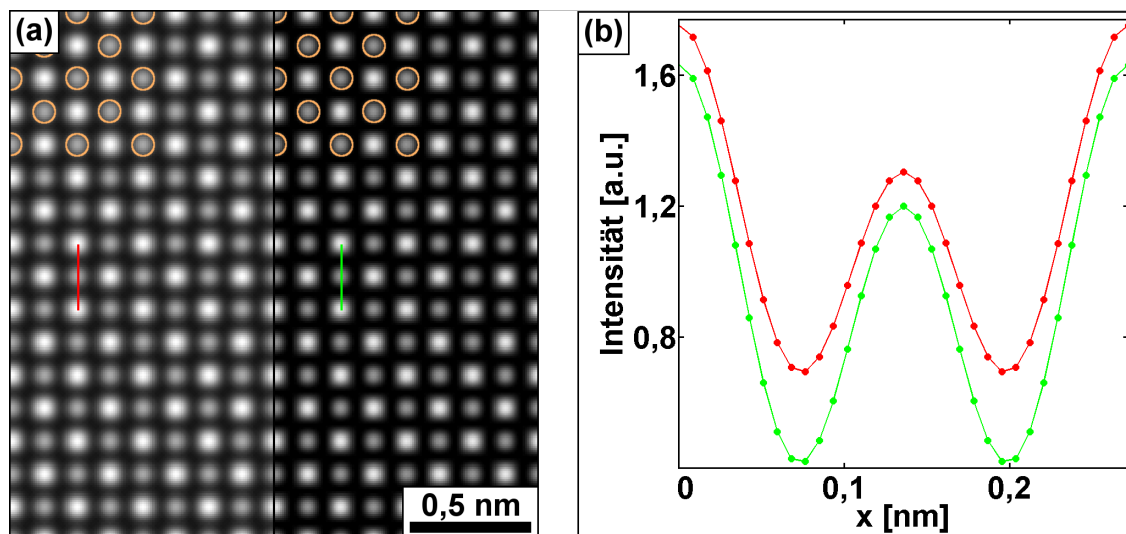 (a)
0,5 nm
(b)
Intensität [a.u.]
1,6
1,2
0,8
0
0,1
0,2
x [nm]